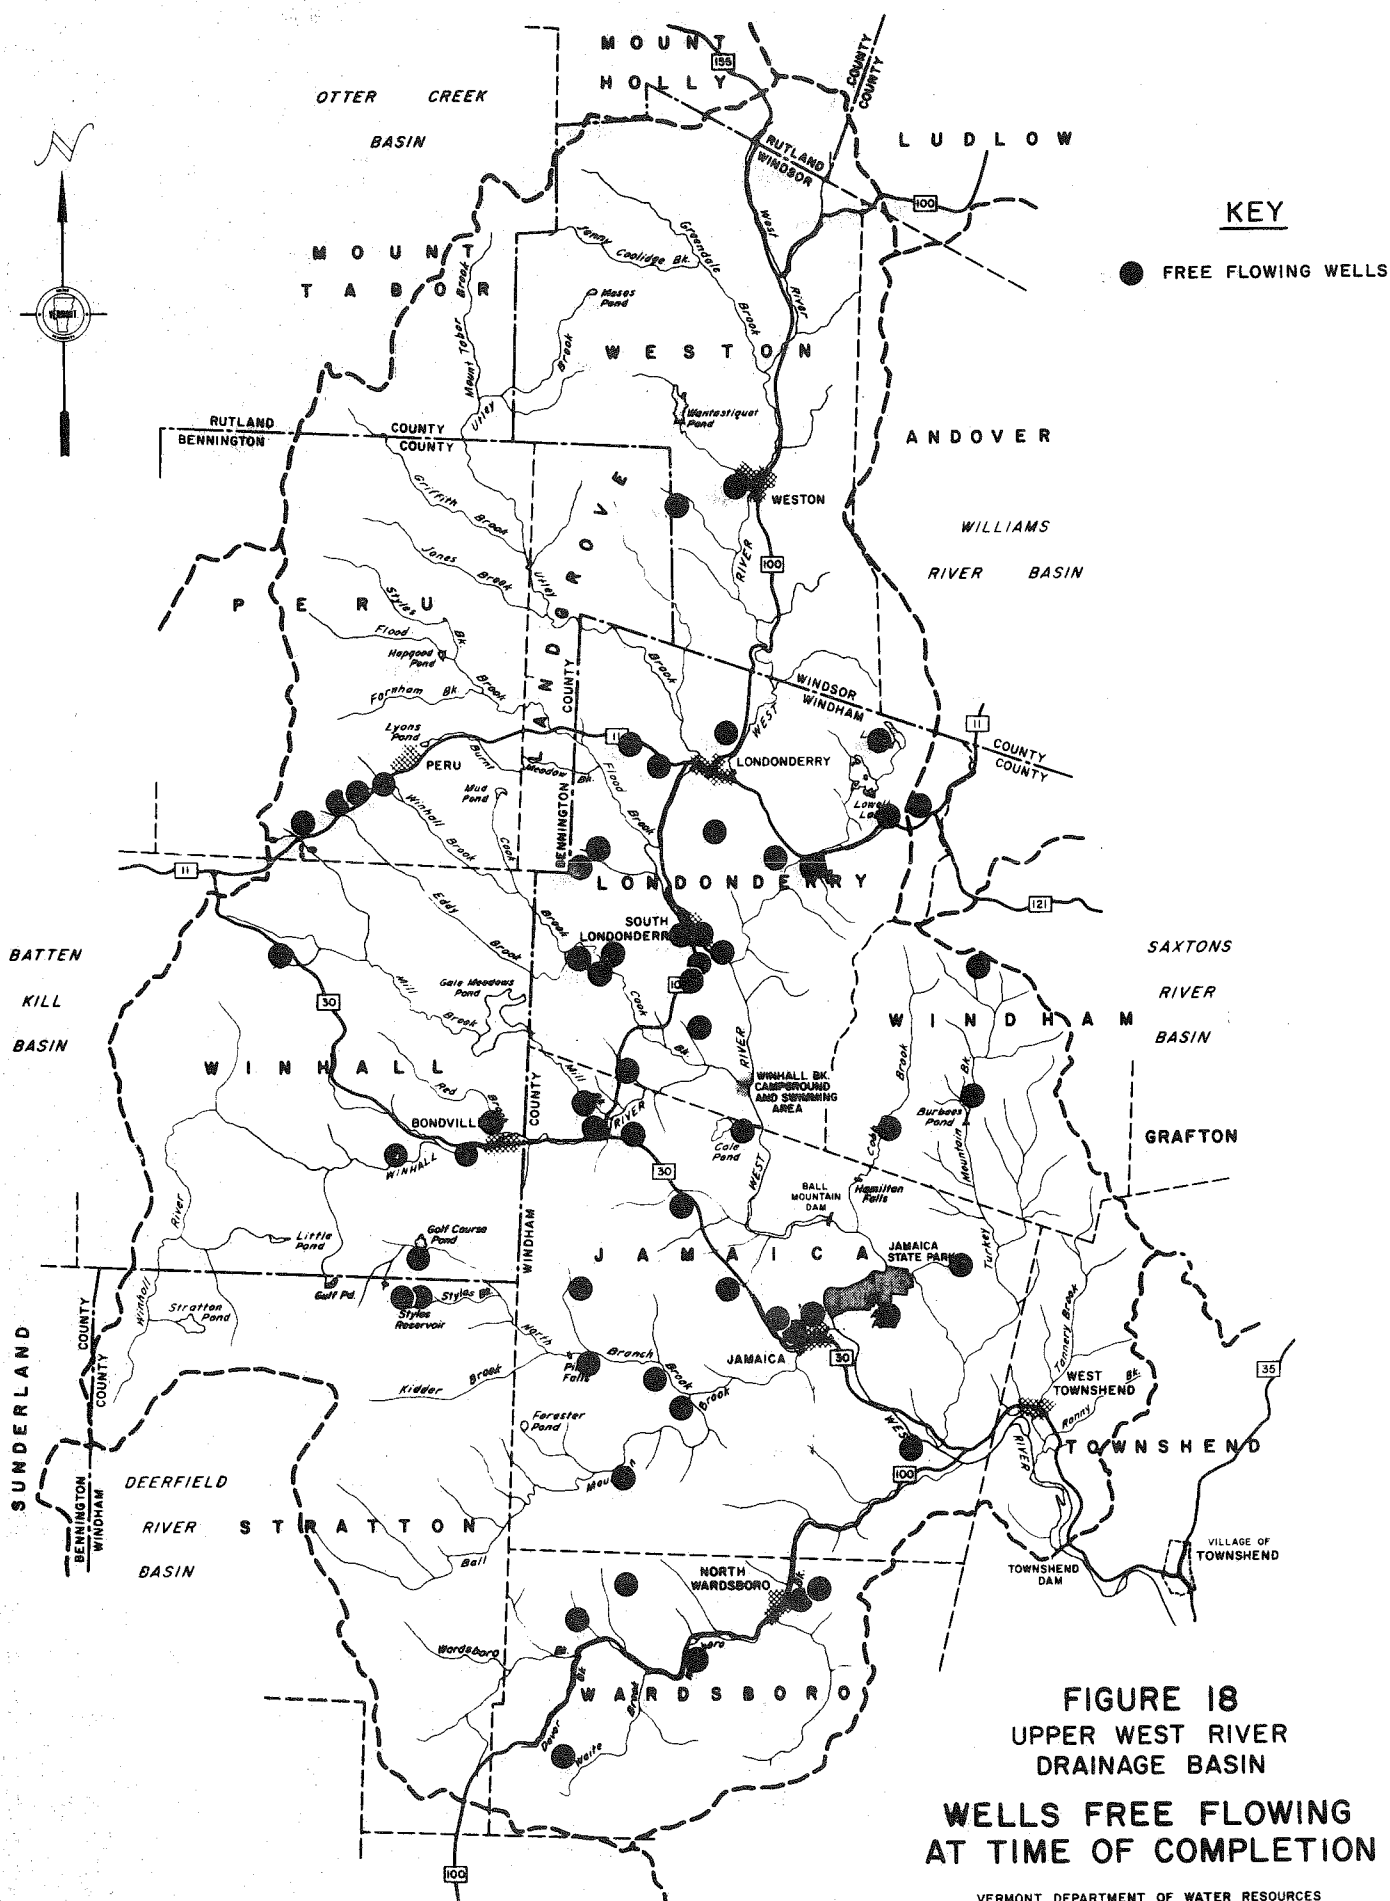 MOUNT
HOLLY
155
COUNTY
COUNTY
OTTER CREEK
BASIN
LUDLOW
RUTLAND
WINDSOR
100
N
KEY
FREE FLOWING WELLS
VERMONT
MOUNT
TABOR
Mount Tabor Brook
Jenny
Coolidge Bk.
Greendale
Brook
West
River
Moses
Pond
Brook
Utley
WESTON
Wantastiquet
Pond
RUTLAND
BENNINGTON
COUNTY
COUNTY
ANDOVER
WESTON
WILLIAMS
RIVER BASIN
RIVER
100
Griffith
Brook
Jones
Brook
Utley
LANDGROVE
PERU
Styles
Bk
Flood
Hapgood
Pond
Brook
Farnham Bk.
Brook
COUNTY
WINDSOR
WINDHAM
WEST
11
COUNTY
COUNTY
Lyons
Pond
PERU
Burnt
Meadow Bk.
11
LONDONDERRY
Flood
Brook
Mud
Pond
Cook
Winhall
Brook
BENNINGTON
Lowell
11
LONDONDERRY
121
Eddy
Brook
Brook
SOUTH
LONDONDERR
BATTEN
KILL
BASIN
SAXTONS
RIVER
BASIN
30
Mill
Brook
Gale Meadows
Pond
Cook
Bk.
10
RIVER
WINDHAM
WINHALL
Red
Mill
WINHALL BK.
CAMPGROUND
AND SWIMMING
AREA
Brook
Bk.
Burbees
Pond
Mountain
BONDVILL
COUNTY
RIVER
Cole
Pond
WEST
Cobb
GRAFTON
WINHALL
30
BALL
MOUNTAIN
DAM
Hamilton
Falls
River
Little
Pond
Golf Course
Pond
WINDHAM
JAMAICA
JAMAICA
STATE PARK
Turkey
Winhall
Stratton
Pond
Gulf Pd.
Styles Bk.
Styles
Reservoir
North
Branch
Brook
Tannery Brook
SUNDERLAND
COUNTY
COUNTY
Kidder Brook
Falls
Brook
JAMAICA
30
WEST
TOWNSHEND
Bk.
Ranny
35
Forester
Pond
WES
RIVER
TOWNSHEND
100
BENNINGTON
WINDHAM
DEERFIELD
RIVER
BASIN
STRATTON
Ball
NORTH
WARDSBORO
Bk.
TOWNSHEND
DAM
VILLAGE OF
TOWNSHEND
Wardsboro
Bk.
Bk
Brook
WARDSBORO
Dover
Waite
100
FIGURE 18
UPPER WEST RIVER
DRAINAGE BASIN
WELLS FREE FLOWING
AT TIME OF COMPLETION
VERMONT DEPARTMENT OF WATER RESOURCES